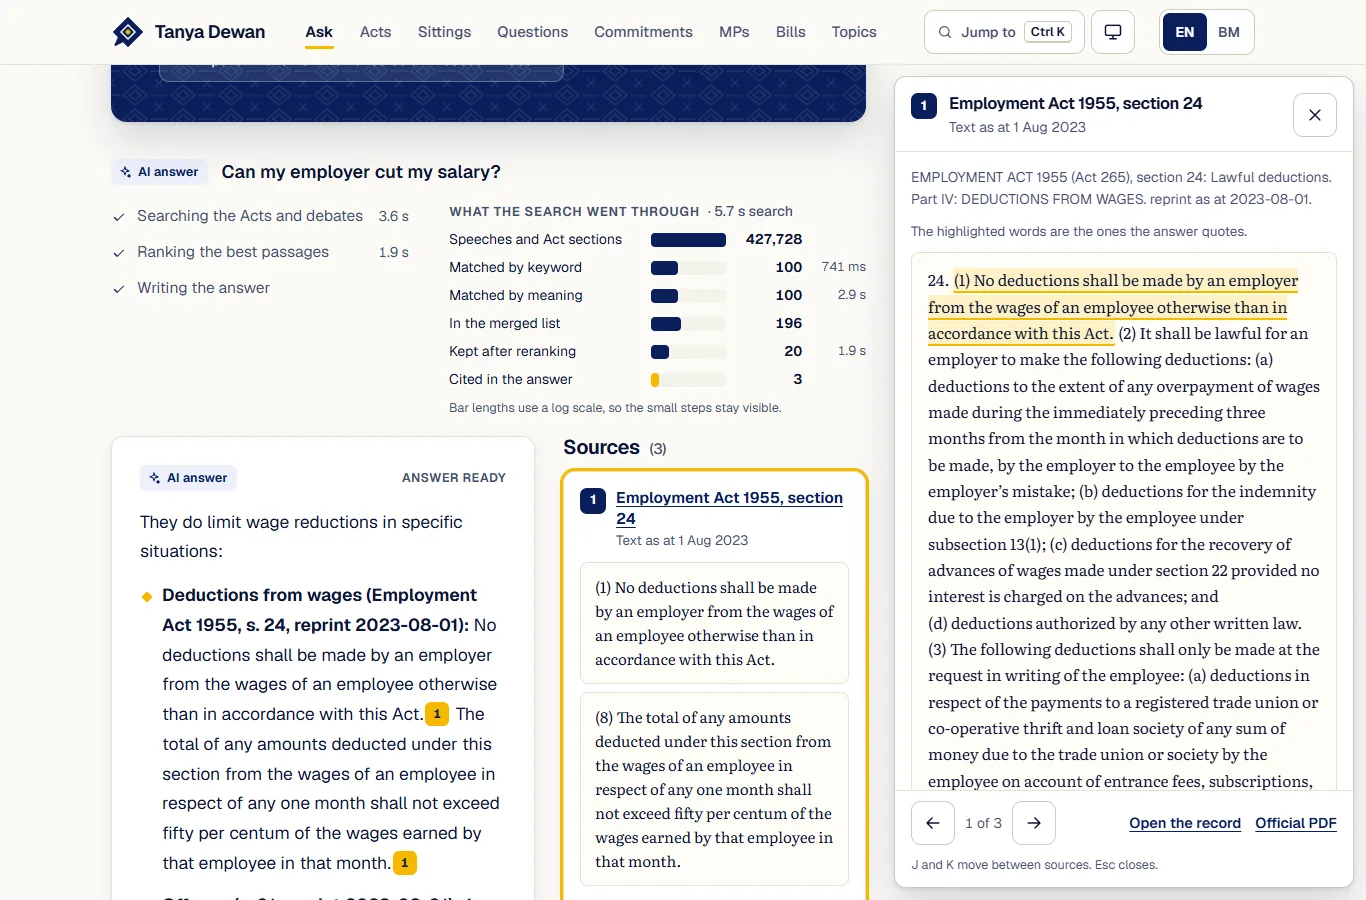 Tanya Dewan
Ask
Acts
Sittings
Questions
Commitments
MPs
Bills
Topics
Jump to
Ctrl K
EN
BM
AI answer
Can my employer cut my salary?
Searching the Acts and debates 3.6 s
Ranking the best passages 1.9 s
Writing the answer
WHAT THE SEARCH WENT THROUGH · 5.7 s search
Speeches and Act sections 427,728
Matched by keyword 100 741 ms
Matched by meaning 100 2.9 s
In the merged list 196
Kept after reranking 20 1.9 s
Cited in the answer 3
Bar lengths use a log scale, so the small steps stay visible.
AI answer
ANSWER READY
They do limit wage reductions in specific
situations:
Deductions from wages (Employment
Act 1955, s. 24, reprint 2023-08-01): No
deductions shall be made by an employer
from the wages of an employee otherwise
than in accordance with this Act. 1 The
total of any amounts deducted under this
section from the wages of an employee in
respect of any one month shall not exceed
fifty per centum of the wages earned by
that employee in that month. 1
Sources (3)
1
Employment Act 1955, section
24
Text as at 1 Aug 2023
(1) No deductions shall be made
by an employer from the wages of
an employee otherwise than in
accordance with this Act.
(8) The total of any amounts
deducted under this section from
the wages of an employee in
respect of any one month shall
not exceed fifty per centum of the
wages earned by that employee in
that month.
1
Employment Act 1955, section 24
Text as at 1 Aug 2023
EMPLOYMENT ACT 1955 (Act 265), section 24: Lawful deductions.
Part IV: DEDUCTIONS FROM WAGES. reprint as at 2023-08-01.
The highlighted words are the ones the answer quotes.
24. (1) No deductions shall be made by an employer
from the wages of an employee otherwise than in
accordance with this Act. (2) It shall be lawful for an
employer to make the following deductions: (a)
deductions to the extent of any overpayment of wages
made during the immediately preceding three
months from the month in which deductions are to
be made, by the employer to the employee by the
employer’s mistake; (b) deductions for the indemnity
due to the employer by the employee under
subsection 13(1); (c) deductions for the recovery of
advances of wages made under section 22 provided no
interest is charged on the advances; and
(d) deductions authorized by any other written law.
(3) The following deductions shall only be made at the
request in writing of the employee: (a) deductions in
respect of the payments to a registered trade union or
co-operative thrift and loan society of any sum of
money due to the trade union or society by the
employee on account of entrance fees, subscriptions,
1 of 3
Open the record
Official PDF
J and K move between sources. Esc closes.